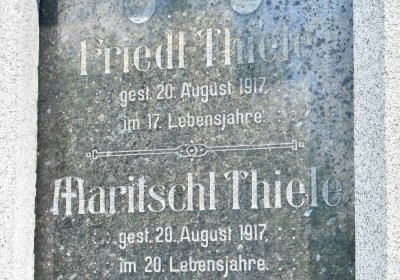 Friedl Thiele
gest. 20. August 1917,
im 17. Lebensjahre.
Maritschl Thiele
gest. 20. August 1917,
im 20. Lebensjahre.